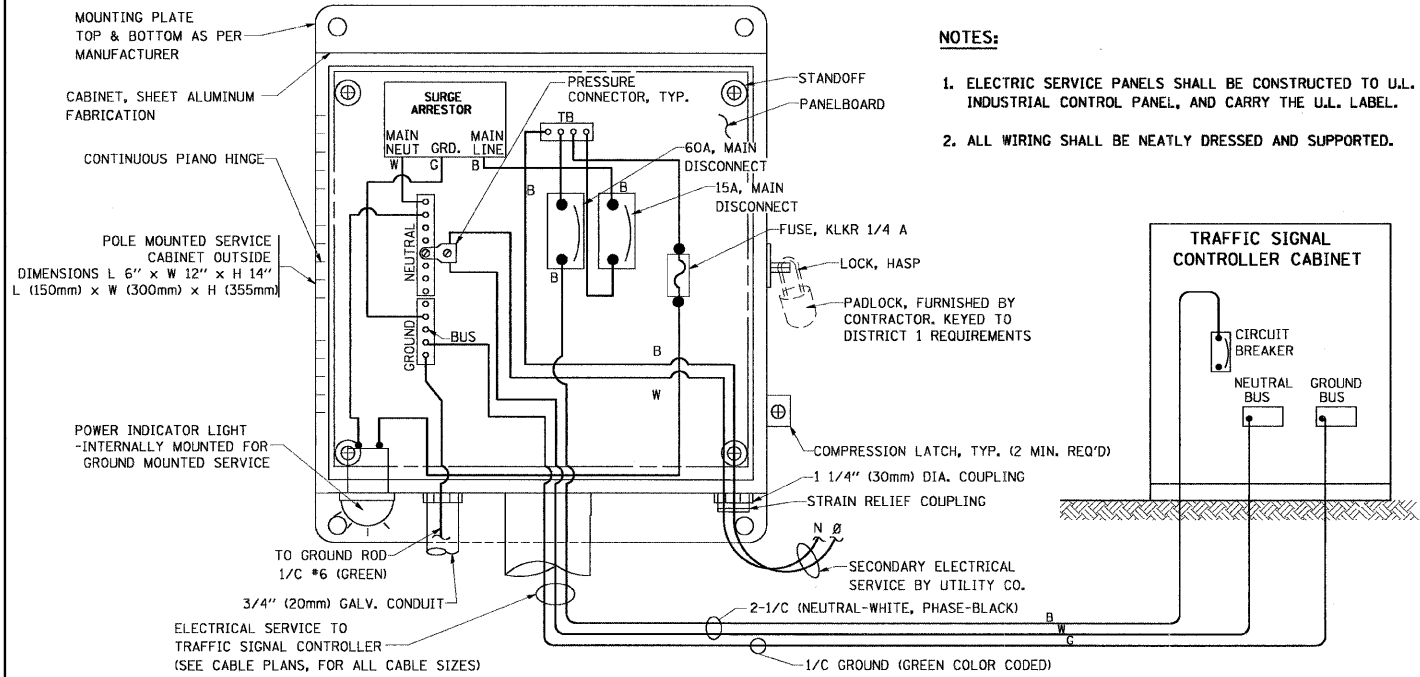 MOUNTING PLATE
TOP & BOTTOM AS PER
MANUFACTURER
CABINET, SHEET ALUMINUM
FABRICATION
CONTINUOUS PIANO HINGE
POLE MOUNTED SERVICE
CABINET OUTSIDE
DIMENSIONS L 6" x W 12" x H 14"
L (150mm) x W (300mm) x H (355mm)
POWER INDICATOR LIGHT
-INTERNALLY MOUNTED FOR
GROUND MOUNTED SERVICE
SURGE
ARRESTOR
MAIN
NEUT
GRD.
MAIN
LINE
W
G
B
PRESSURE
CONNECTOR, TYP.
TB
60A, MAIN
DISCONNECT
15A, MAIN
DISCONNECT
B
B
B
NEUTRAL
GROUND
BUS
FUSE, KLKR 1/4 A
B
W
STANDOFF
PANELBOARD
LOCK, HASP
PADLOCK, FURNISHED BY
CONTRACTOR. KEYED TO
DISTRICT 1 REQUIREMENTS
COMPRESSION LATCH, TYP. (2 MIN. REQ'D)
1 1/4" (30mm) DIA. COUPLING
STRAIN RELIEF COUPLING
N Ø
SECONDARY ELECTRICAL
SERVICE BY UTILITY CO.
TO GROUND ROD
1/C #6 (GREEN)
3/4" (20mm) GALV. CONDUIT
ELECTRICAL SERVICE TO
TRAFFIC SIGNAL CONTROLLER
(SEE CABLE PLANS, FOR ALL CABLE SIZES)
2-1/C (NEUTRAL-WHITE, PHASE-BLACK)
B
W
G
1/C GROUND (GREEN COLOR CODED)
NOTES:
1. ELECTRIC SERVICE PANELS SHALL BE CONSTRUCTED TO U.L.
INDUSTRIAL CONTROL PANEL, AND CARRY THE U.L. LABEL.
2. ALL WIRING SHALL BE NEATLY DRESSED AND SUPPORTED.
TRAFFIC SIGNAL
CONTROLLER CABINET
CIRCUIT
BREAKER
NEUTRAL
BUS
GROUND
BUS